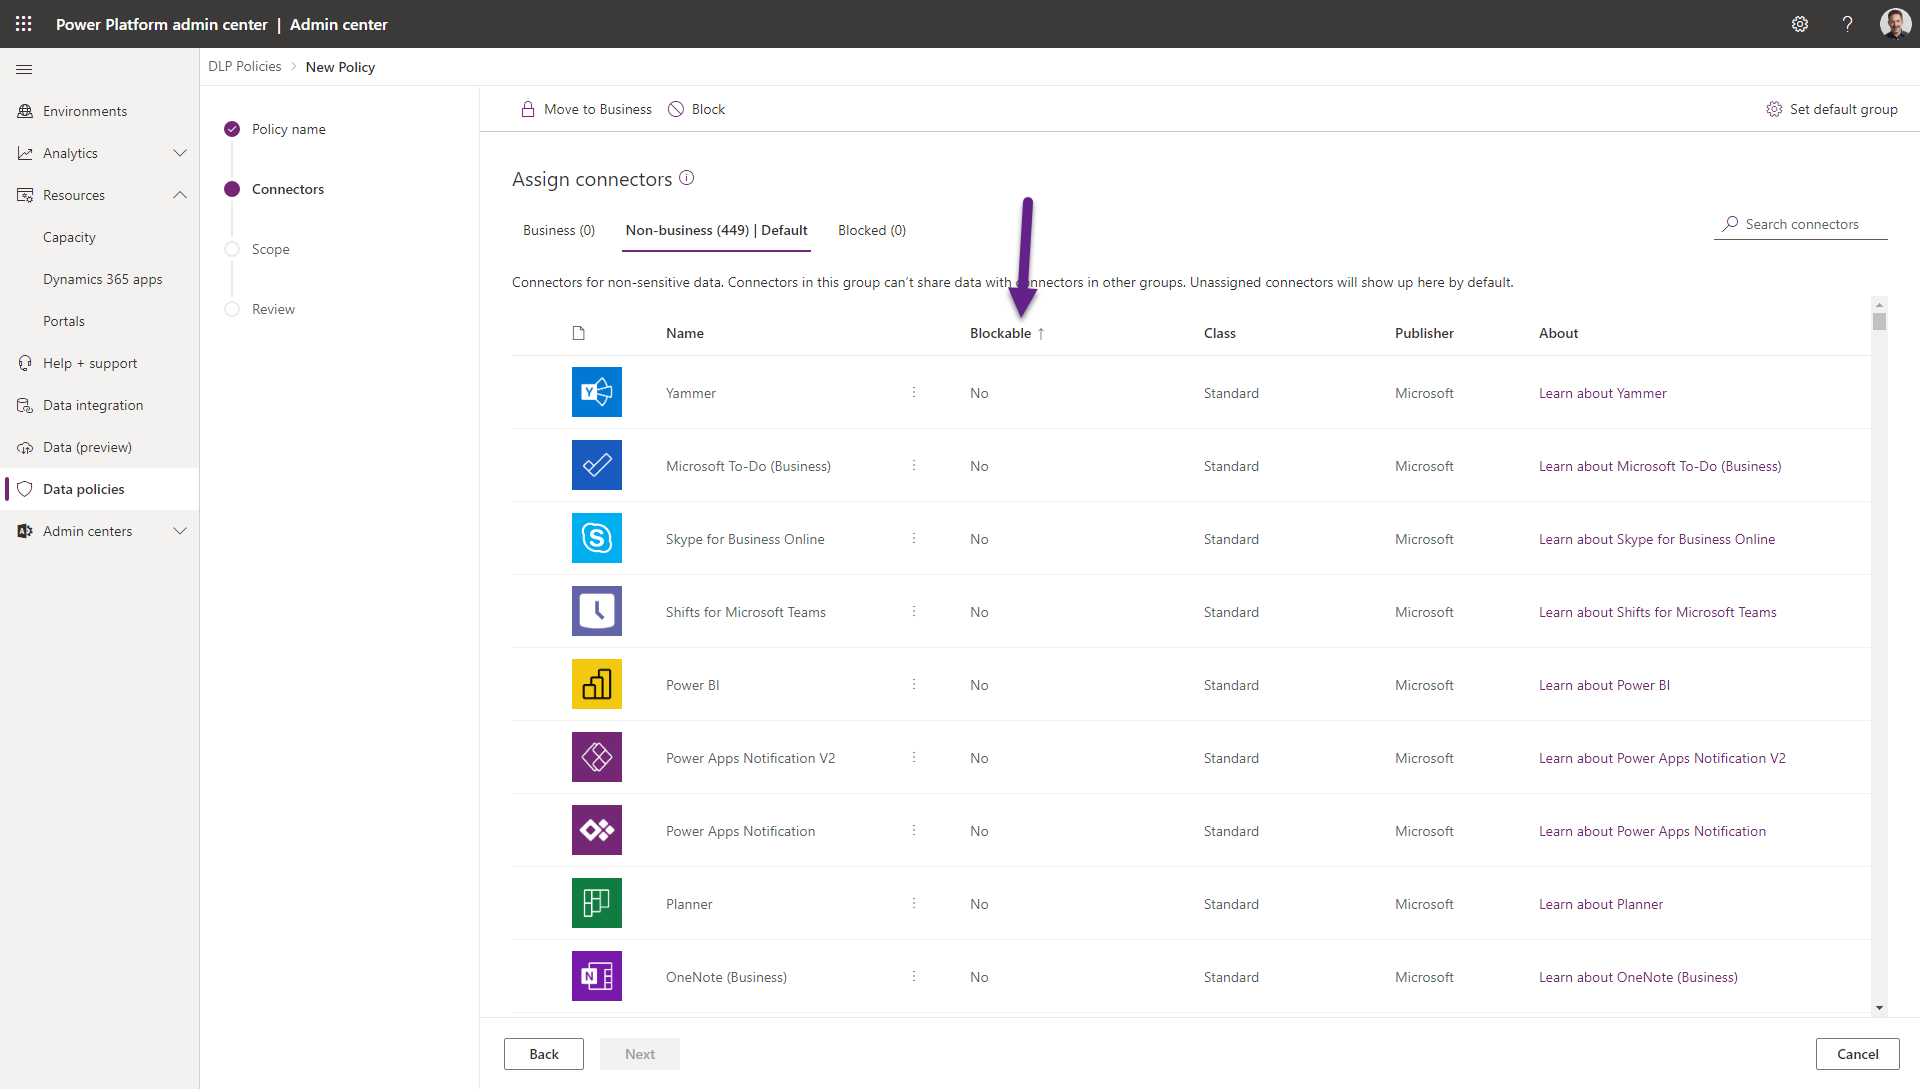 Power Platform admin center | Admin center
DLP Policies > New Policy
Environments
Analytics
Resources
Capacity
Dynamics 365 apps
Portals
Help + support
Data integration
Data (preview)
Data policies
Admin centers
Policy name
Connectors
Scope
Review
Move to Business Block Set default group
Assign connectors
Business (0) Non-business (449) | Default Blocked (0) Search connectors
Connectors for non-sensitive data. Connectors in this group can't share data with connectors in other groups. Unassigned connectors will show up here by default.
Name Blockable ↑ Class Publisher About
Yammer No Standard Microsoft Learn about Yammer
Microsoft To-Do (Business) No Standard Microsoft Learn about Microsoft To-Do (Business)
Skype for Business Online No Standard Microsoft Learn about Skype for Business Online
Shifts for Microsoft Teams No Standard Microsoft Learn about Shifts for Microsoft Teams
Power BI No Standard Microsoft Learn about Power BI
Power Apps Notification V2 No Standard Microsoft Learn about Power Apps Notification V2
Power Apps Notification No Standard Microsoft Learn about Power Apps Notification
Planner No Standard Microsoft Learn about Planner
OneNote (Business) No Standard Microsoft Learn about OneNote (Business)
Back Next Cancel